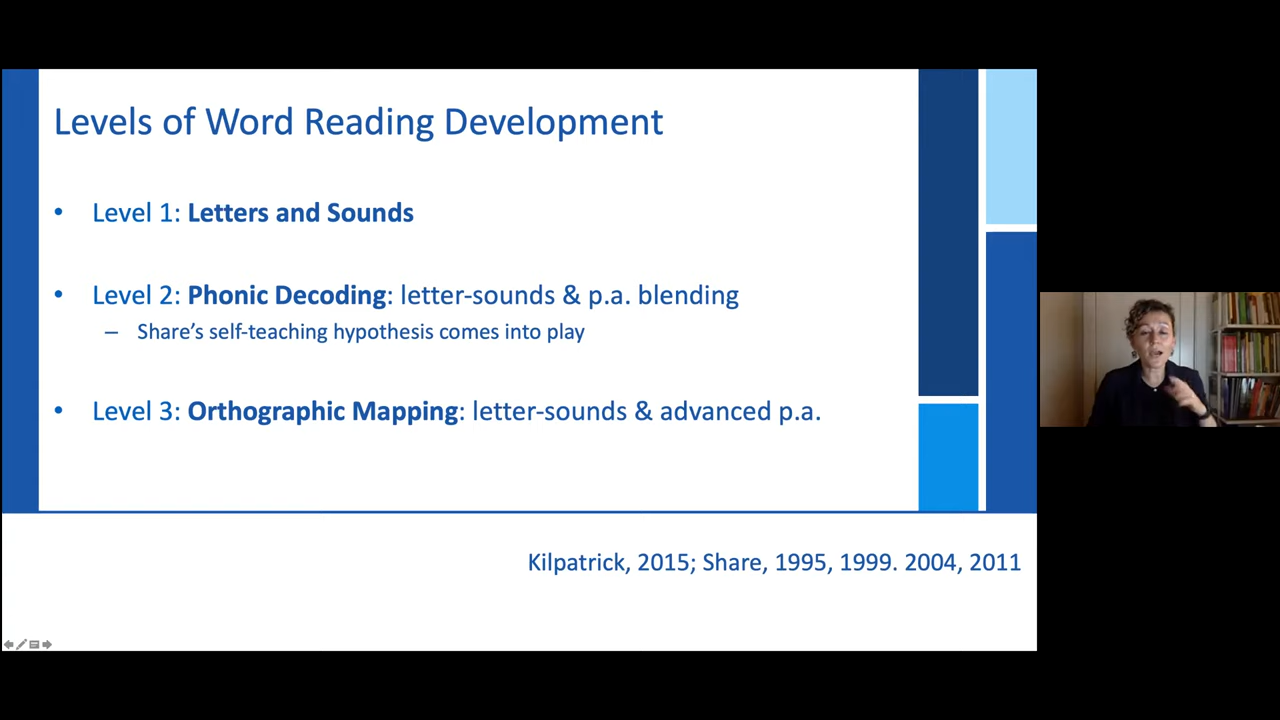 Levels of Word Reading Development
• Level 1: Letters and Sounds
• Level 2: Phonic Decoding: letter-sounds & p.a. blending
– Share's self-teaching hypothesis comes into play
• Level 3: Orthographic Mapping: letter-sounds & advanced p.a.
Kilpatrick, 2015; Share, 1995, 1999. 2004, 2011